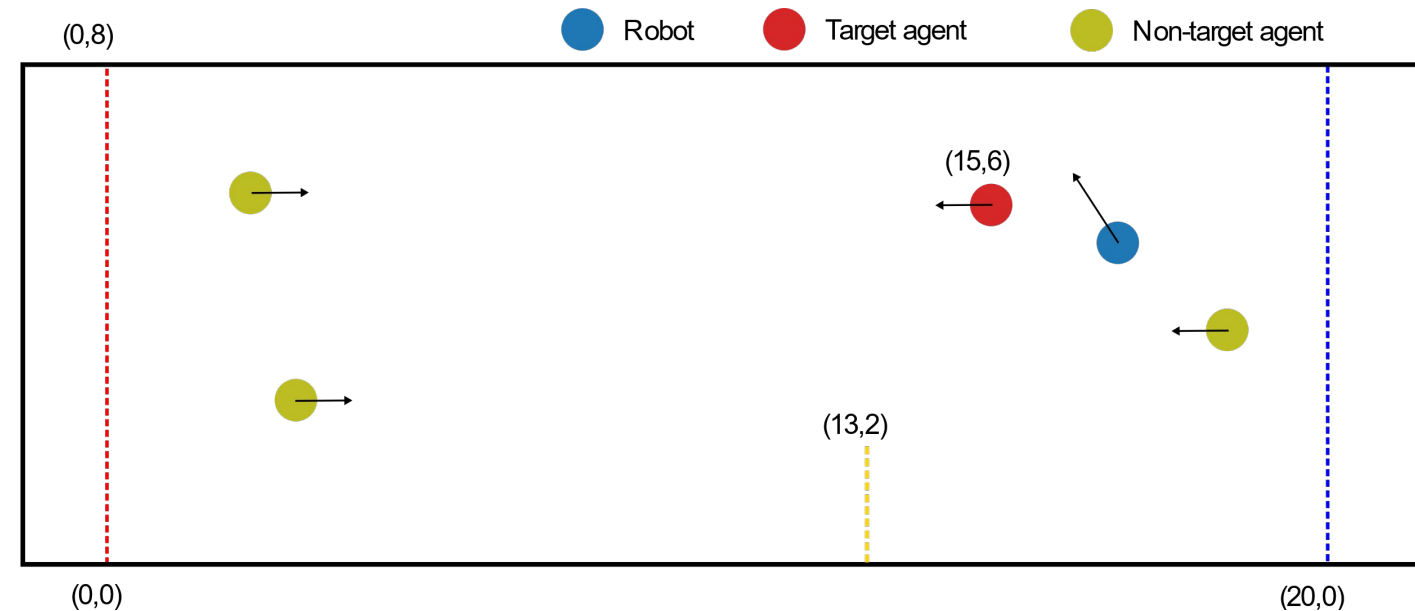 Robot Target agent Non-target agent
(0,8)
(15,6)
(13,2)
(0,0) (20,0)